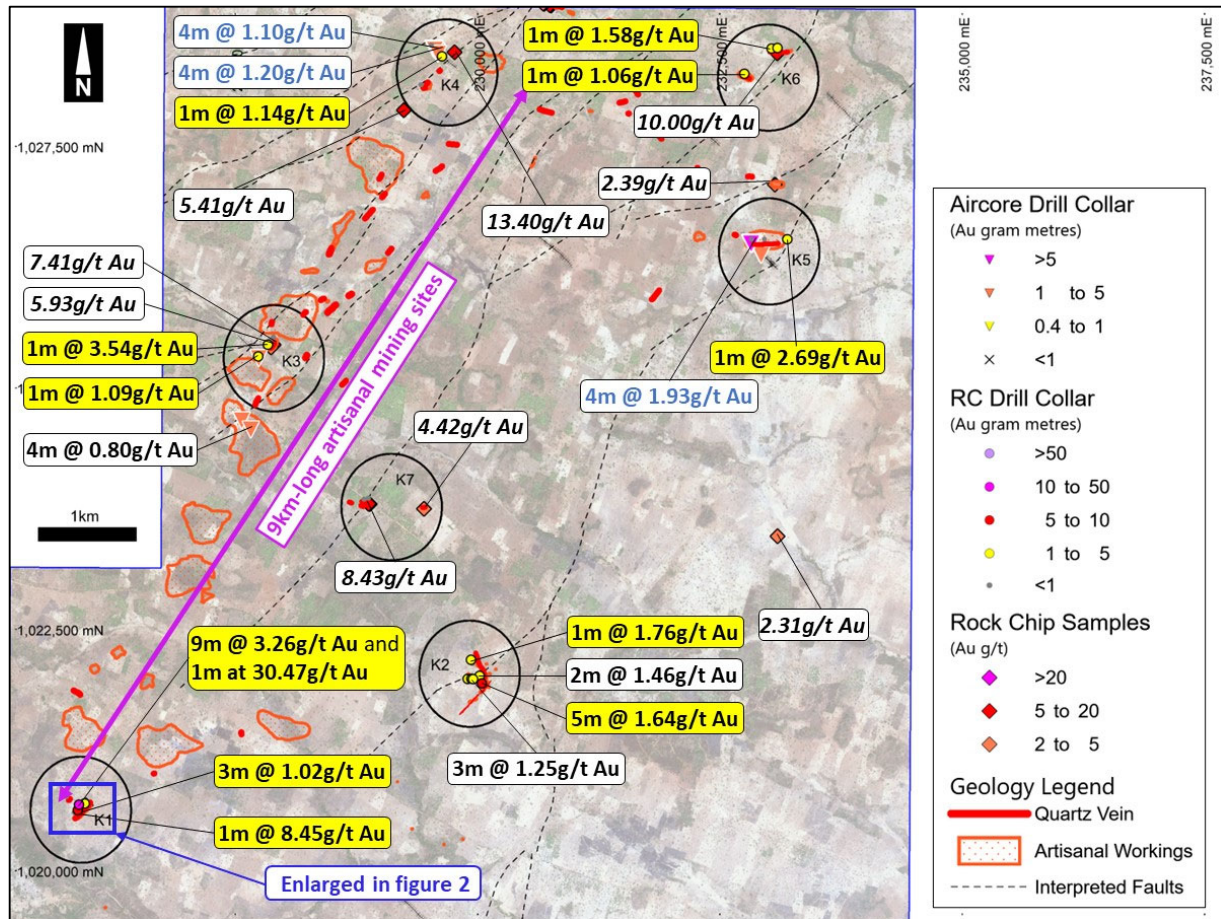 N
4m @ 1.10g/t Au
4m @ 1.20g/t Au
1m @ 1.14g/t Au
K4
230,000 mE
1m @ 1.58g/t Au
1m @ 1.06g/t Au
232,500 mE
K6
235,000 mE
237,500 mE
10.00g/t Au
1,027,500 mN
5.41g/t Au
13.40g/t Au
2.39g/t Au
K5
7.41g/t Au
5.93g/t Au
1m @ 3.54g/t Au
K3
1m @ 1.09g/t Au
1m @ 2.69g/t Au
4m @ 1.93g/t Au
4m @ 0.80g/t Au
9km-long artisanal mining sites
4.42g/t Au
K7
1km
8.43g/t Au
2.31g/t Au
1,022,500 mN
9m @ 3.26g/t Au and
1m at 30.47g/t Au
K2
1m @ 1.76g/t Au
2m @ 1.46g/t Au
5m @ 1.64g/t Au
3m @ 1.25g/t Au
3m @ 1.02g/t Au
K1
1m @ 8.45g/t Au
1,020,000 mN
Enlarged in figure 2
Aircore Drill Collar
(Au gram metres)
>5
1 to 5
0.4 to 1
<1
RC Drill Collar
(Au gram metres)
>50
10 to 50
5 to 10
1 to 5
<1
Rock Chip Samples
(Au g/t)
>20
5 to 20
2 to 5
Geology Legend
Quartz Vein
Artisanal Workings
Interpreted Faults